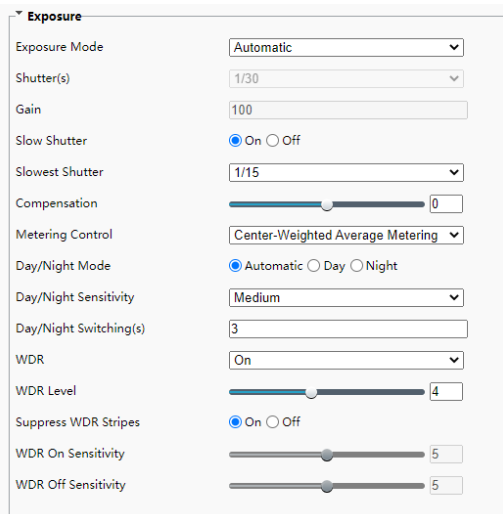 Exposure
Exposure Mode Automatic
Shutter(s) 1/30
Gain 100
Slow Shutter On Off
Slowest Shutter 1/15
Compensation 0
Metering Control Center-Weighted Average Metering
Day/Night Mode Automatic Day Night
Day/Night Sensitivity Medium
Day/Night Switching(s) 3
WDR On
WDR Level 4
Suppress WDR Stripes On Off
WDR On Sensitivity 5
WDR Off Sensitivity 5